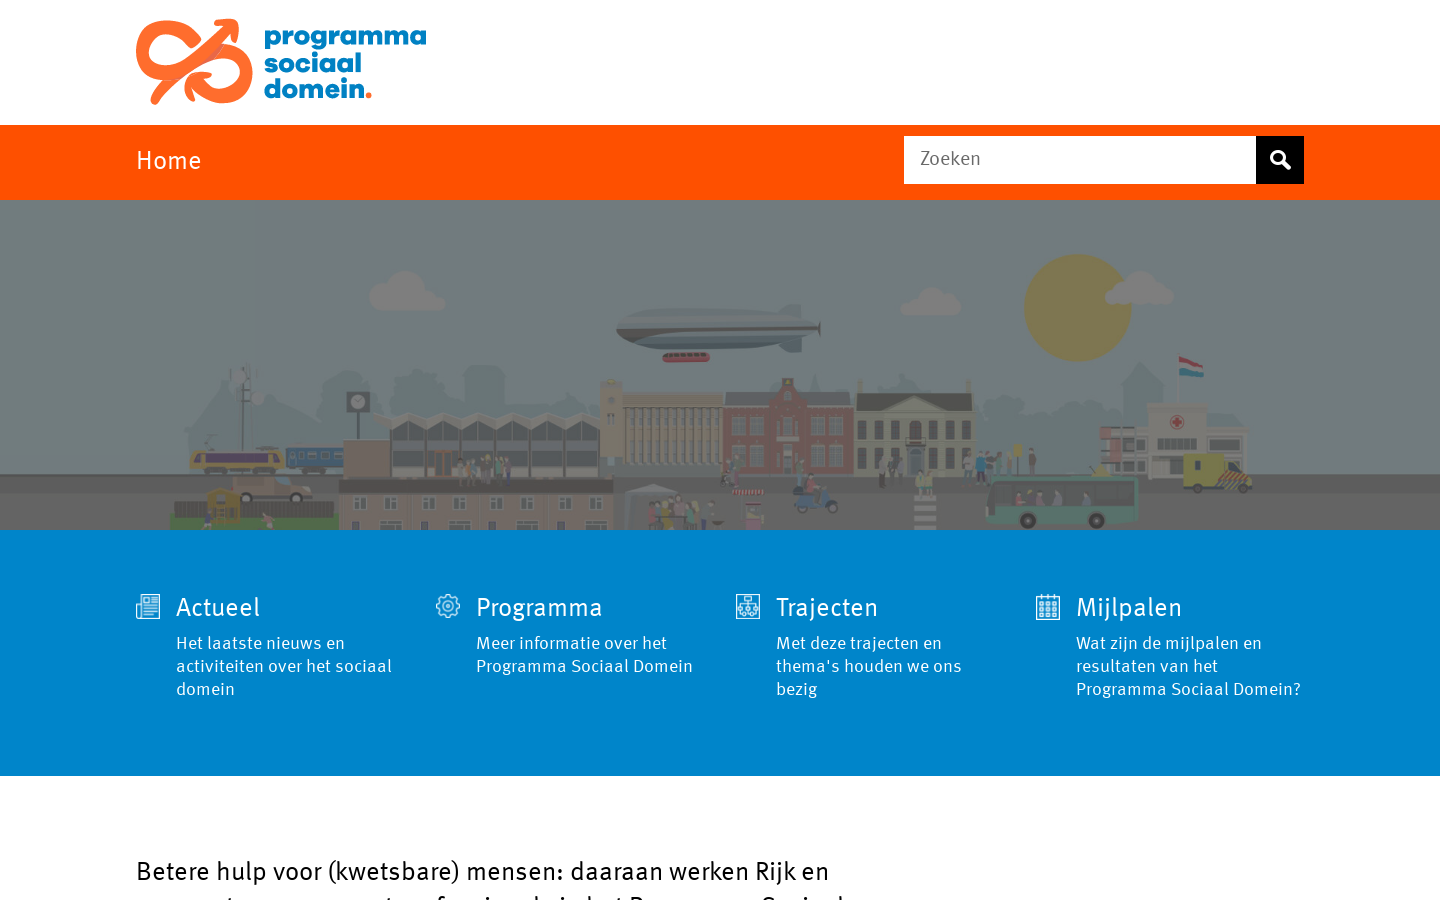 programma
sociaal
domein.
Home
Zoeken
Actueel
Het laatste nieuws en
activiteiten over het sociaal
domein
Programma
Meer informatie over het
Programma Sociaal Domein
Trajecten
Met deze trajecten en
thema's houden we ons
bezig
Mijlpalen
Wat zijn de mijlpalen en
resultaten van het
Programma Sociaal Domein?
Betere hulp voor (kwetsbare) mensen: daaraan werken Rijk en